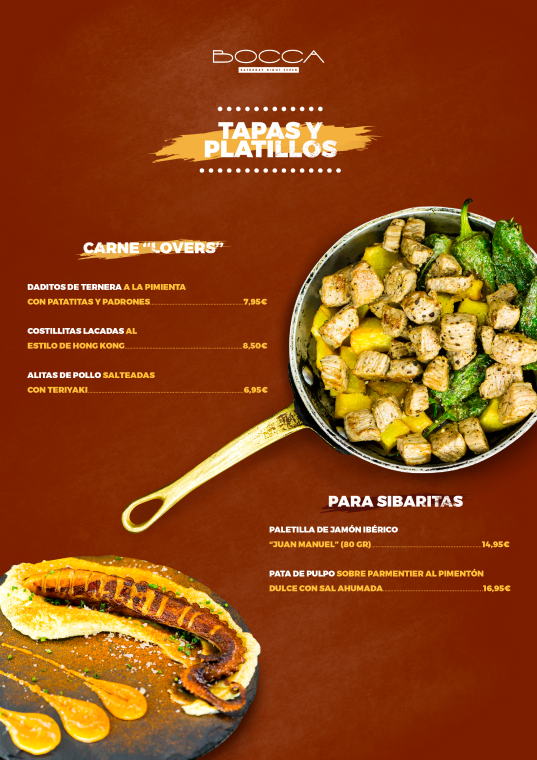 BOCCA
SATURDAY NIGHT FEVER
TAPAS Y
PLATILLOS
CARNE “LOVERS”
DADITOS DE TERNERA A LA PIMIENTA
CON PATATITAS Y PADRONES 7,95€
COSTILLITAS LACADAS AL
ESTILO DE HONG KONG 8,50€
ALITAS DE POLLO SALTEADAS
CON TERIYAKI 6,95€
PARA SIBARITAS
PALETILLA DE JAMÓN IBÉRICO
“JUAN MANUEL” (80 GR) 14,95€
PATA DE PULPO SOBRE PARMENTIER AL PIMENTÓN
DULCE CON SAL AHUMADA 16,95€